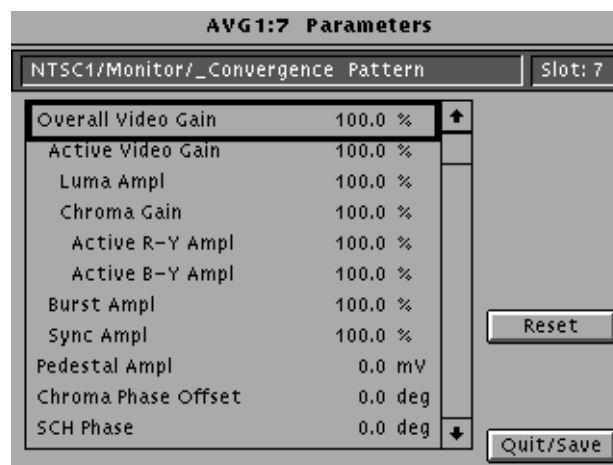 AVG1:7 Parameters
NTSC1/Monitor/_Convergence Pattern Slot: 7
Overall Video Gain 100.0 %
Active Video Gain 100.0 %
Luma Ampl 100.0 %
Chroma Gain 100.0 %
Active R-Y Ampl 100.0 %
Active B-Y Ampl 100.0 %
Burst Ampl 100.0 %
Sync Ampl 100.0 %
Reset
Pedestal Ampl 0.0 mV
Chroma Phase Offset 0.0 deg
SCH Phase 0.0 deg
Quit/Save